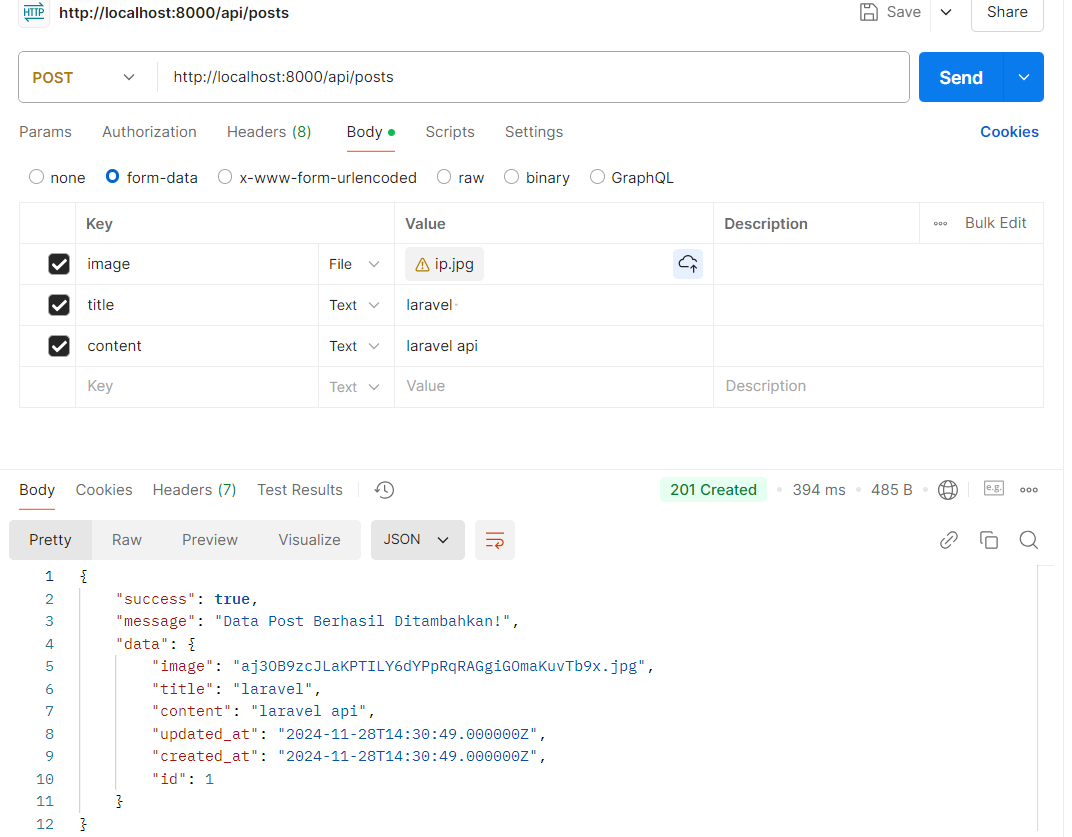 HTTP http://localhost:8000/api/posts Save Share
POST http://localhost:8000/api/posts Send
Params Authorization Headers (8) Body Scripts Settings Cookies
none form-data x-www-form-urlencoded raw binary GraphQL
Key Value Description Bulk Edit
image File ip.jpg
title Text laravel
content Text laravel api
Key Text Value Description
Body Cookies Headers (7) Test Results 201 Created 394 ms 485 B e.g.
Pretty Raw Preview Visualize JSON
1 {
2 "success": true,
3 "message": "Data Post Berhasil Ditambahkan!",
4 "data": {
5 "image": "aj3OB9zcJLaKPTILY6dYPpRqRAGgiGOmaKuvTb9x.jpg",
6 "title": "laravel",
7 "content": "laravel api",
8 "updated_at": "2024-11-28T14:30:49.000000Z",
9 "created_at": "2024-11-28T14:30:49.000000Z",
10 "id": 1
11 }
12 }